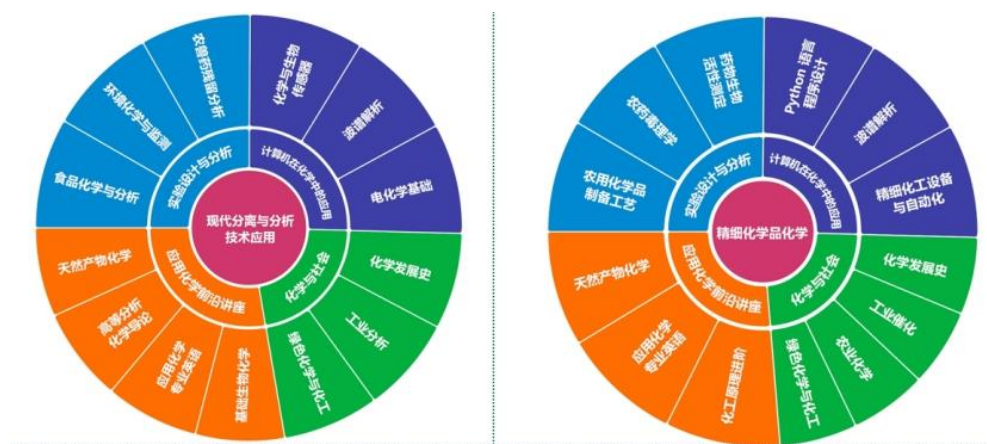 现代分离与分析
技术应用
实验设计与分析
计算机在化学中的应用
化学与社会
应用化学前沿讲座
食品化学与分析
环境化学与监测
农兽药残留分析
化学与生物
传感器
波谱解析
电化学基础
化学发展史
工业分析
绿色化学与化工
基础生物化学
应用化学
专业英语
高等分析
化学导论
天然产物化学
精细化学品化学
实验设计与分析
计算机在化学中的应用
化学与社会
应用化学前沿讲座
农用化学品
制备工艺
农药毒理学
药物生物
活性测定
Python 语言
程序设计
波谱解析
精细化工设备
与自动化
化学发展史
工业催化
农业化学
绿色化学与化工
化工原理进阶
应用化学
专业英语
天然产物化学